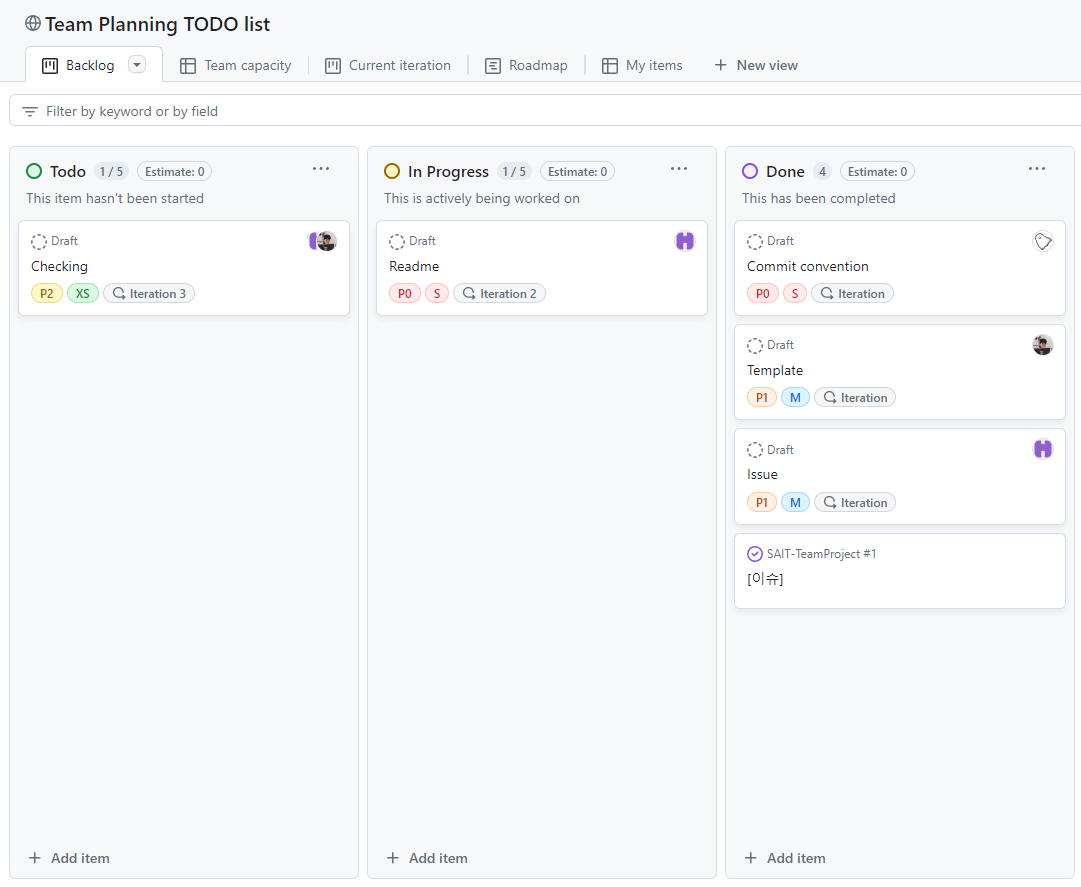 Team Planning TODO list
Backlog Team capacity Current iteration Roadmap My items New view
Filter by keyword or by field
Todo 1 / 5 Estimate: 0
This item hasn't been started
Draft
Checking
P2 XS Iteration 3
Add item
In Progress 1 / 5 Estimate: 0
This is actively being worked on
Draft
Readme
P0 S Iteration 2
Add item
Done 4 Estimate: 0
This has been completed
Draft
Commit convention
P0 S Iteration
Draft
Template
P1 M Iteration
Draft
Issue
P1 M Iteration
SAIT-TeamProject #1
[이슈]
Add item